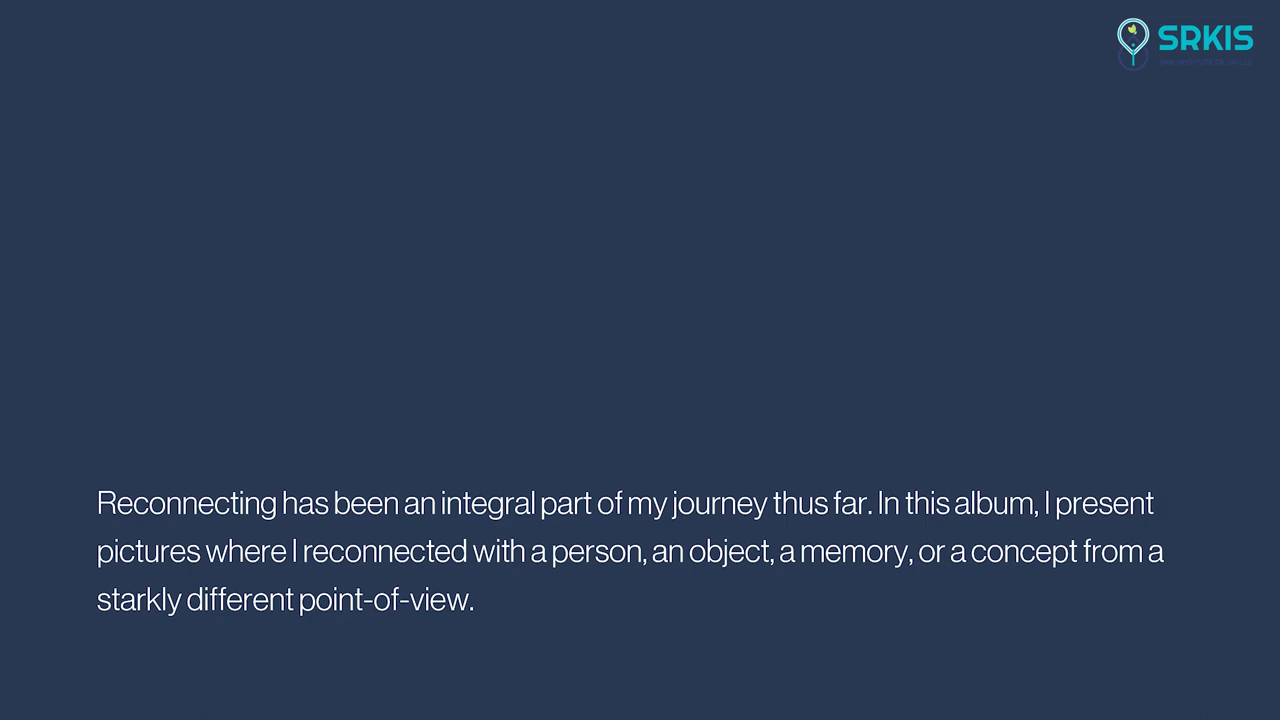 SRKIS
Reconnecting has been an integral part of my journey thus far. In this album, I present
pictures where I reconnected with a person, an object, a memory, or a concept from a
starkly different point-of-view.